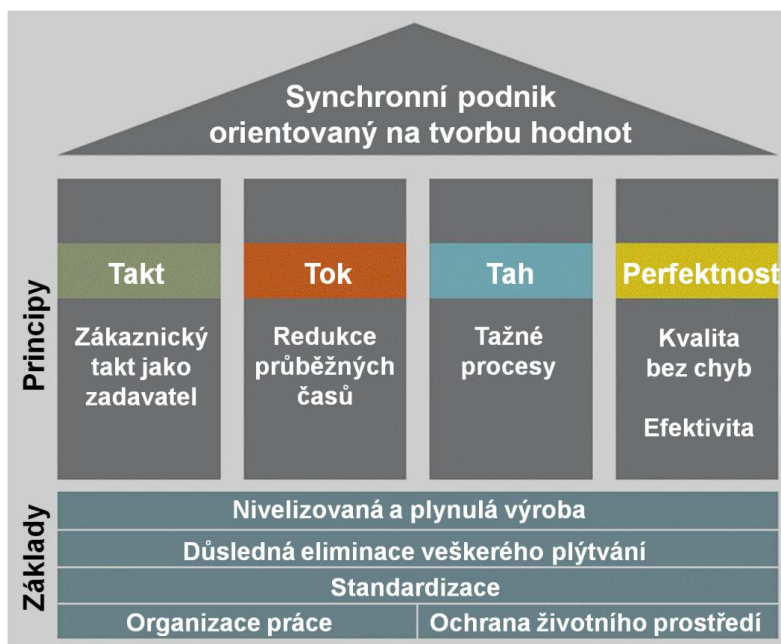 Synchronní podnik
orientovaný na tvorbu hodnot
Principy
Takt
Zákaznický
takt jako
zadavatel
Tok
Redukce
průběžných
časů
Tah
Tažné
procesy
Perfektnost
Kvalita
bez chyb
Efektivita
Základy
Nivelizovaná a plynulá výroba
Důsledná eliminace veškerého plýtvání
Standardizace
Organizace práce
Ochrana životního prostředí